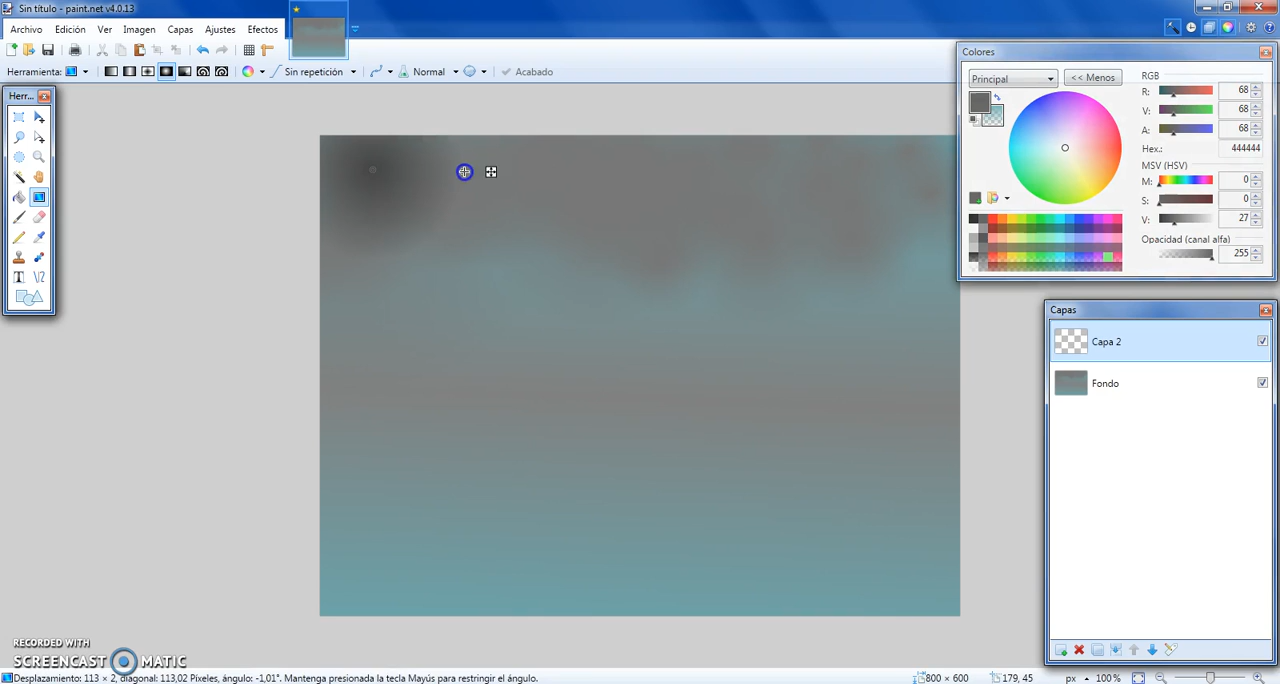 Sin título - paint.net v4.0.13
Archivo Edición Ver Imagen Capas Ajustes Efectos
Herramienta: Sin repetición Normal Acabado
Herr...
Colores
Principal << Menos
RGB
R: 68
V: 68
A: 68
Hex.: 444444
MSV (HSV)
M: 0
S: 0
V: 27
Opacidad (canal alfa)
255
Capas
Capa 2
Fondo
RECORDED WITH
SCREENCAST MATIC
Desplazamiento: 113 × 2, diagonal: 113,02 Píxeles, ángulo: -1,01°. Mantenga presionada la tecla Mayús para restringir el ángulo. 800 × 600 179, 45 px 100%